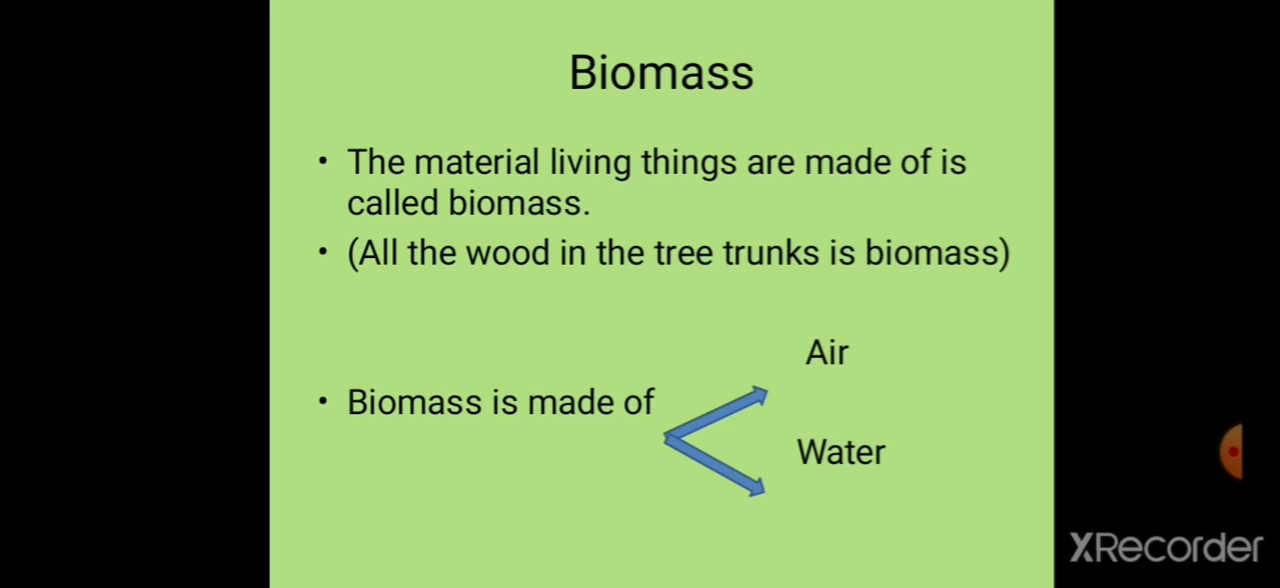 Biomass
• The material living things are made of is
called biomass.
• (All the wood in the tree trunks is biomass)
Air
• Biomass is made of
Water
XRecorder